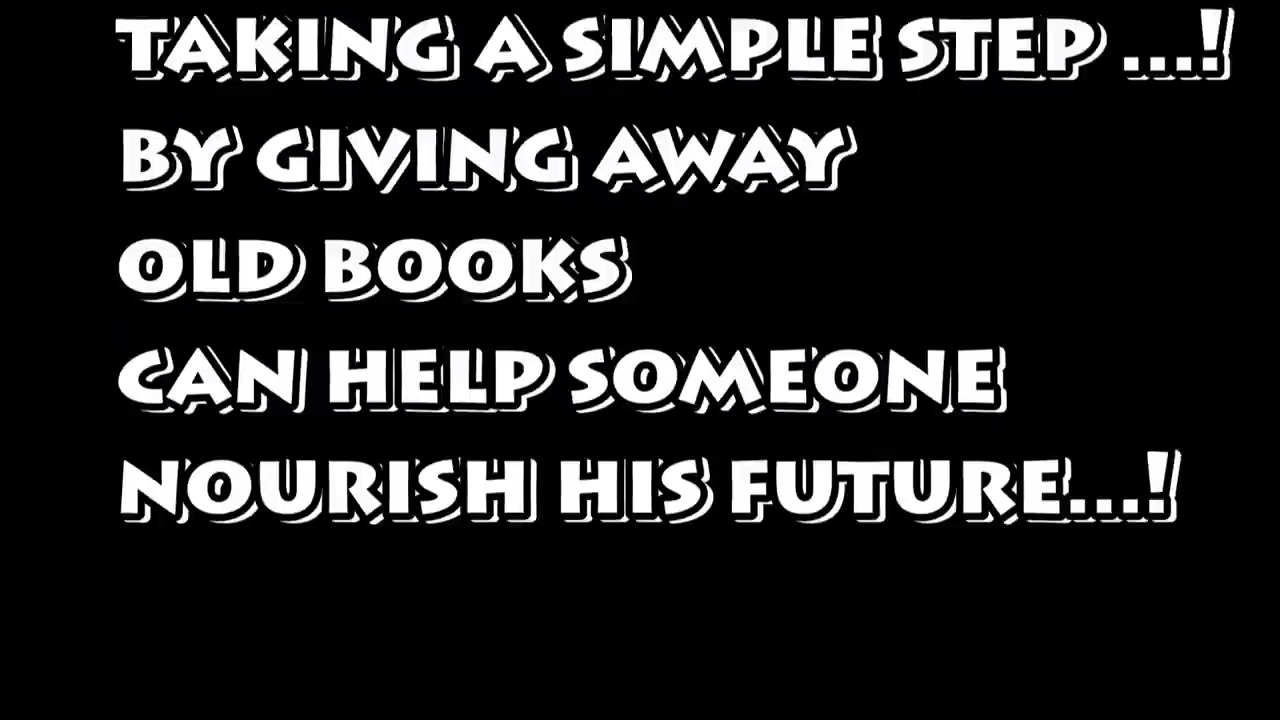 TAKING A SIMPLE STEP ...!
BY GIVING AWAY
OLD BOOKS
CAN HELP SOMEONE
NOURISH HIS FUTURE...!